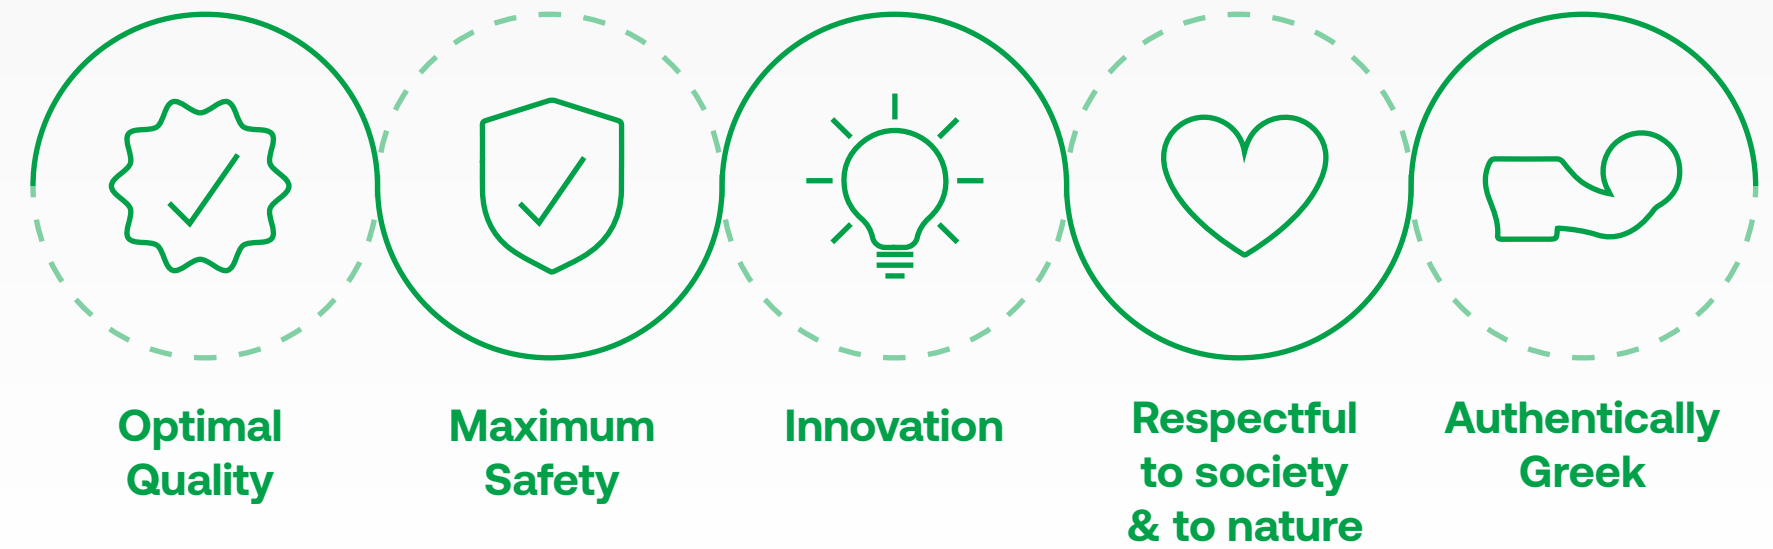 Optimal
Quality
Maximum
Safety
Innovation
Respectful
to society
& to nature
Authentically
Greek